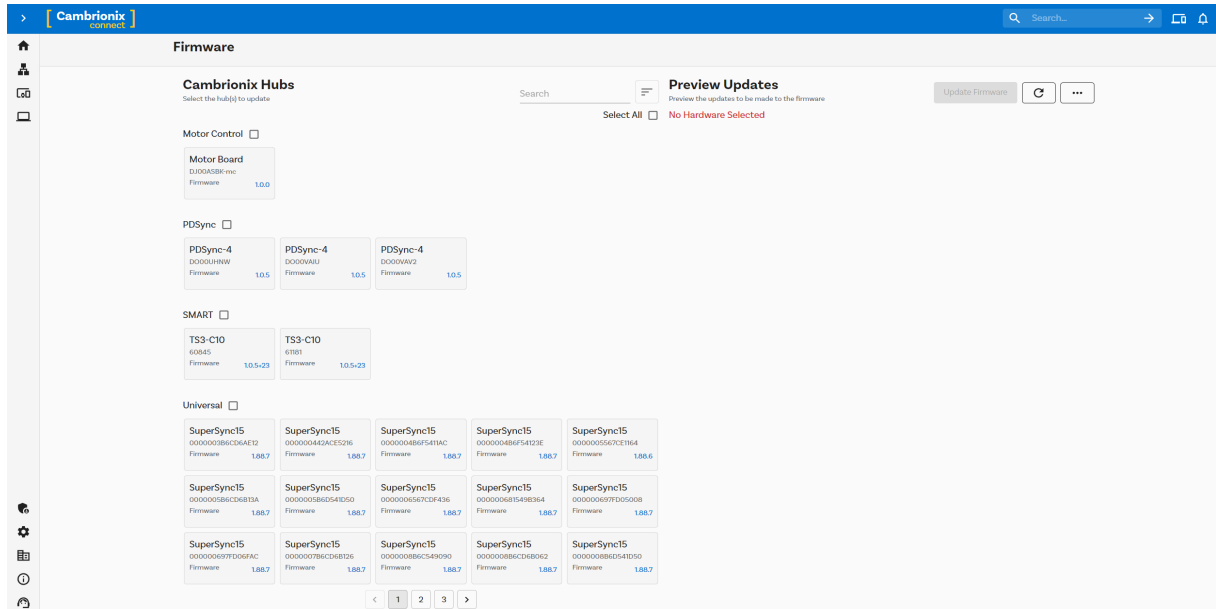 Cambrionix
connect
Search...
Firmware
Cambrionix Hubs
Select the hub(s) to update
Search
Select All
Preview Updates
Preview the updates to be made to the firmware
No Hardware Selected
Update Firmware
Motor Control
Motor Board
DJ00ASBK-mc
Firmware 1.0.0
PDSync
PDSync-4 PDSync-4 PDSync-4
DO00UHNW DO00VAIU DO00VAV2
Firmware 1.0.5 Firmware 1.0.5 Firmware 1.0.5
SMART
TS3-C10 TS3-C10
60845 61181
Firmware 1.0.5+23 Firmware 1.0.5+23
Universal
SuperSync15 SuperSync15 SuperSync15 SuperSync15 SuperSync15
0000003B6CD6AE12 000000442ACE5216 0000004B6F5411AC 0000004B6F54123E 0000005567CE1164
Firmware 1.88.7 Firmware 1.88.7 Firmware 1.88.7 Firmware 1.88.7 Firmware 1.88.6
SuperSync15 SuperSync15 SuperSync15 SuperSync15 SuperSync15
0000005B6CD6B13A 0000005B6D541D50 0000006567CDF436 000000681549B364 000000697FD05008
Firmware 1.88.7 Firmware 1.88.7 Firmware 1.88.7 Firmware 1.88.7 Firmware 1.88.7
SuperSync15 SuperSync15 SuperSync15 SuperSync15 SuperSync15
000000697FD06FAC 0000007B6CD6B126 0000008B6C549090 0000008B6CD6B062 0000008B6D541D50
Firmware 1.88.7 Firmware 1.88.7 Firmware 1.88.7 Firmware 1.88.7 Firmware 1.88.7
1 2 3